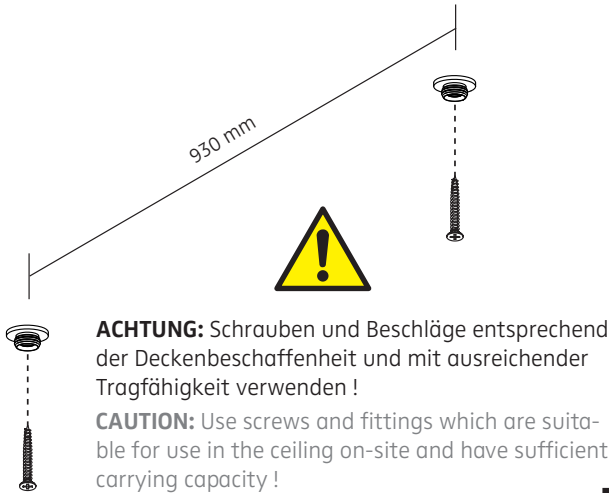 930 mm
ACHTUNG: Schrauben und Beschläge entsprechend
der Deckenbeschaffenheit und mit ausreichender
Tragfähigkeit verwenden !
CAUTION: Use screws and fittings which are suita-
ble for use in the ceiling on-site and have sufficient
carrying capacity !